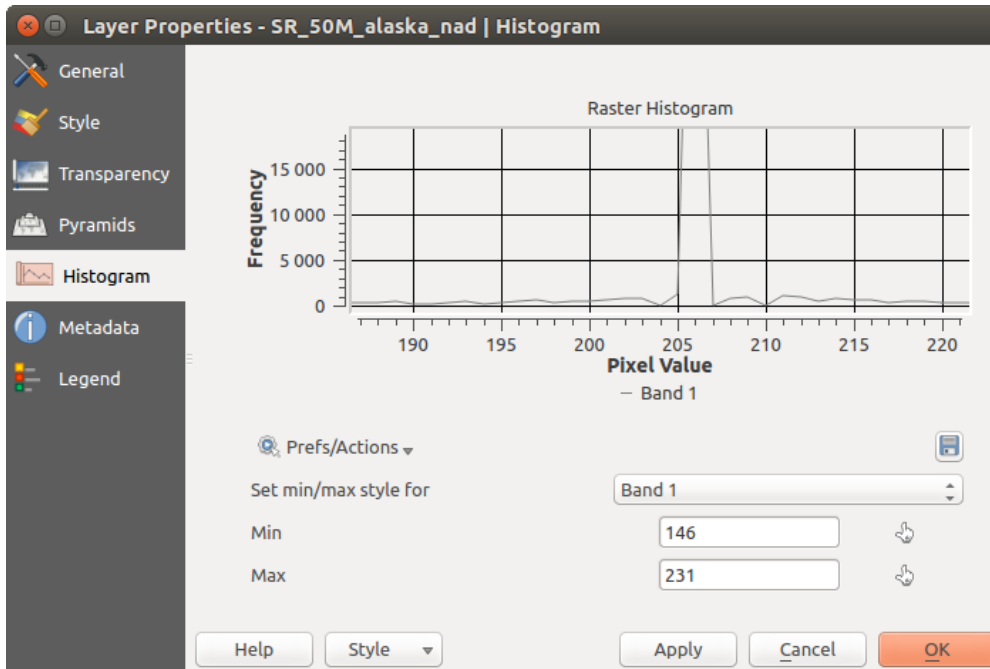 Layer Properties - SR_50M_alaska_nad | Histogram
General
Style
Transparency
Pyramids
Histogram
Metadata
Legend
Raster Histogram
Frequency
15 000
10 000
5 000
0
190 195 200 205 210 215 220
Pixel Value
Band 1
Prefs/Actions
Set min/max style for Band 1
Min 146
Max 231
Help Style Apply Cancel OK